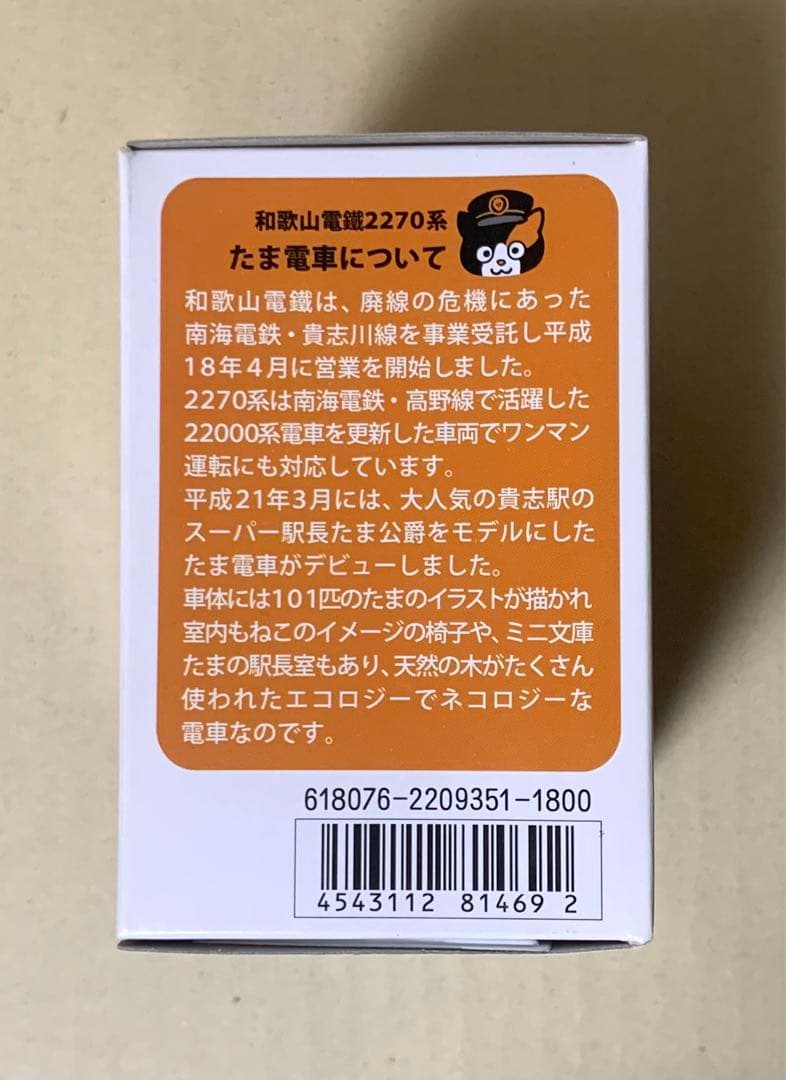 和歌山電鐵2270系
たま電車について
和歌山電鐵は、廃線の危機にあった
南海電鉄・貴志川線を事業受託し平成
18年4月に営業を開始しました。
2270系は南海電鉄・高野線で活躍した
22000系電車を更新した車両でワンマン
運転にも対応しています。
平成21年3月には、大人気の貴志駅の
スーパー駅長たま公爵をモデルにした
たま電車がデビューしました。
車体には101匹のたまのイラストが描かれ
室内もねこのイメージの椅子や、ミニ文庫
たまの駅長室もあり、天然の木がたくさん
使われたエコロジーでネコロジーな
電車なのです。
618076-2209351-1800
4543112 81469 2